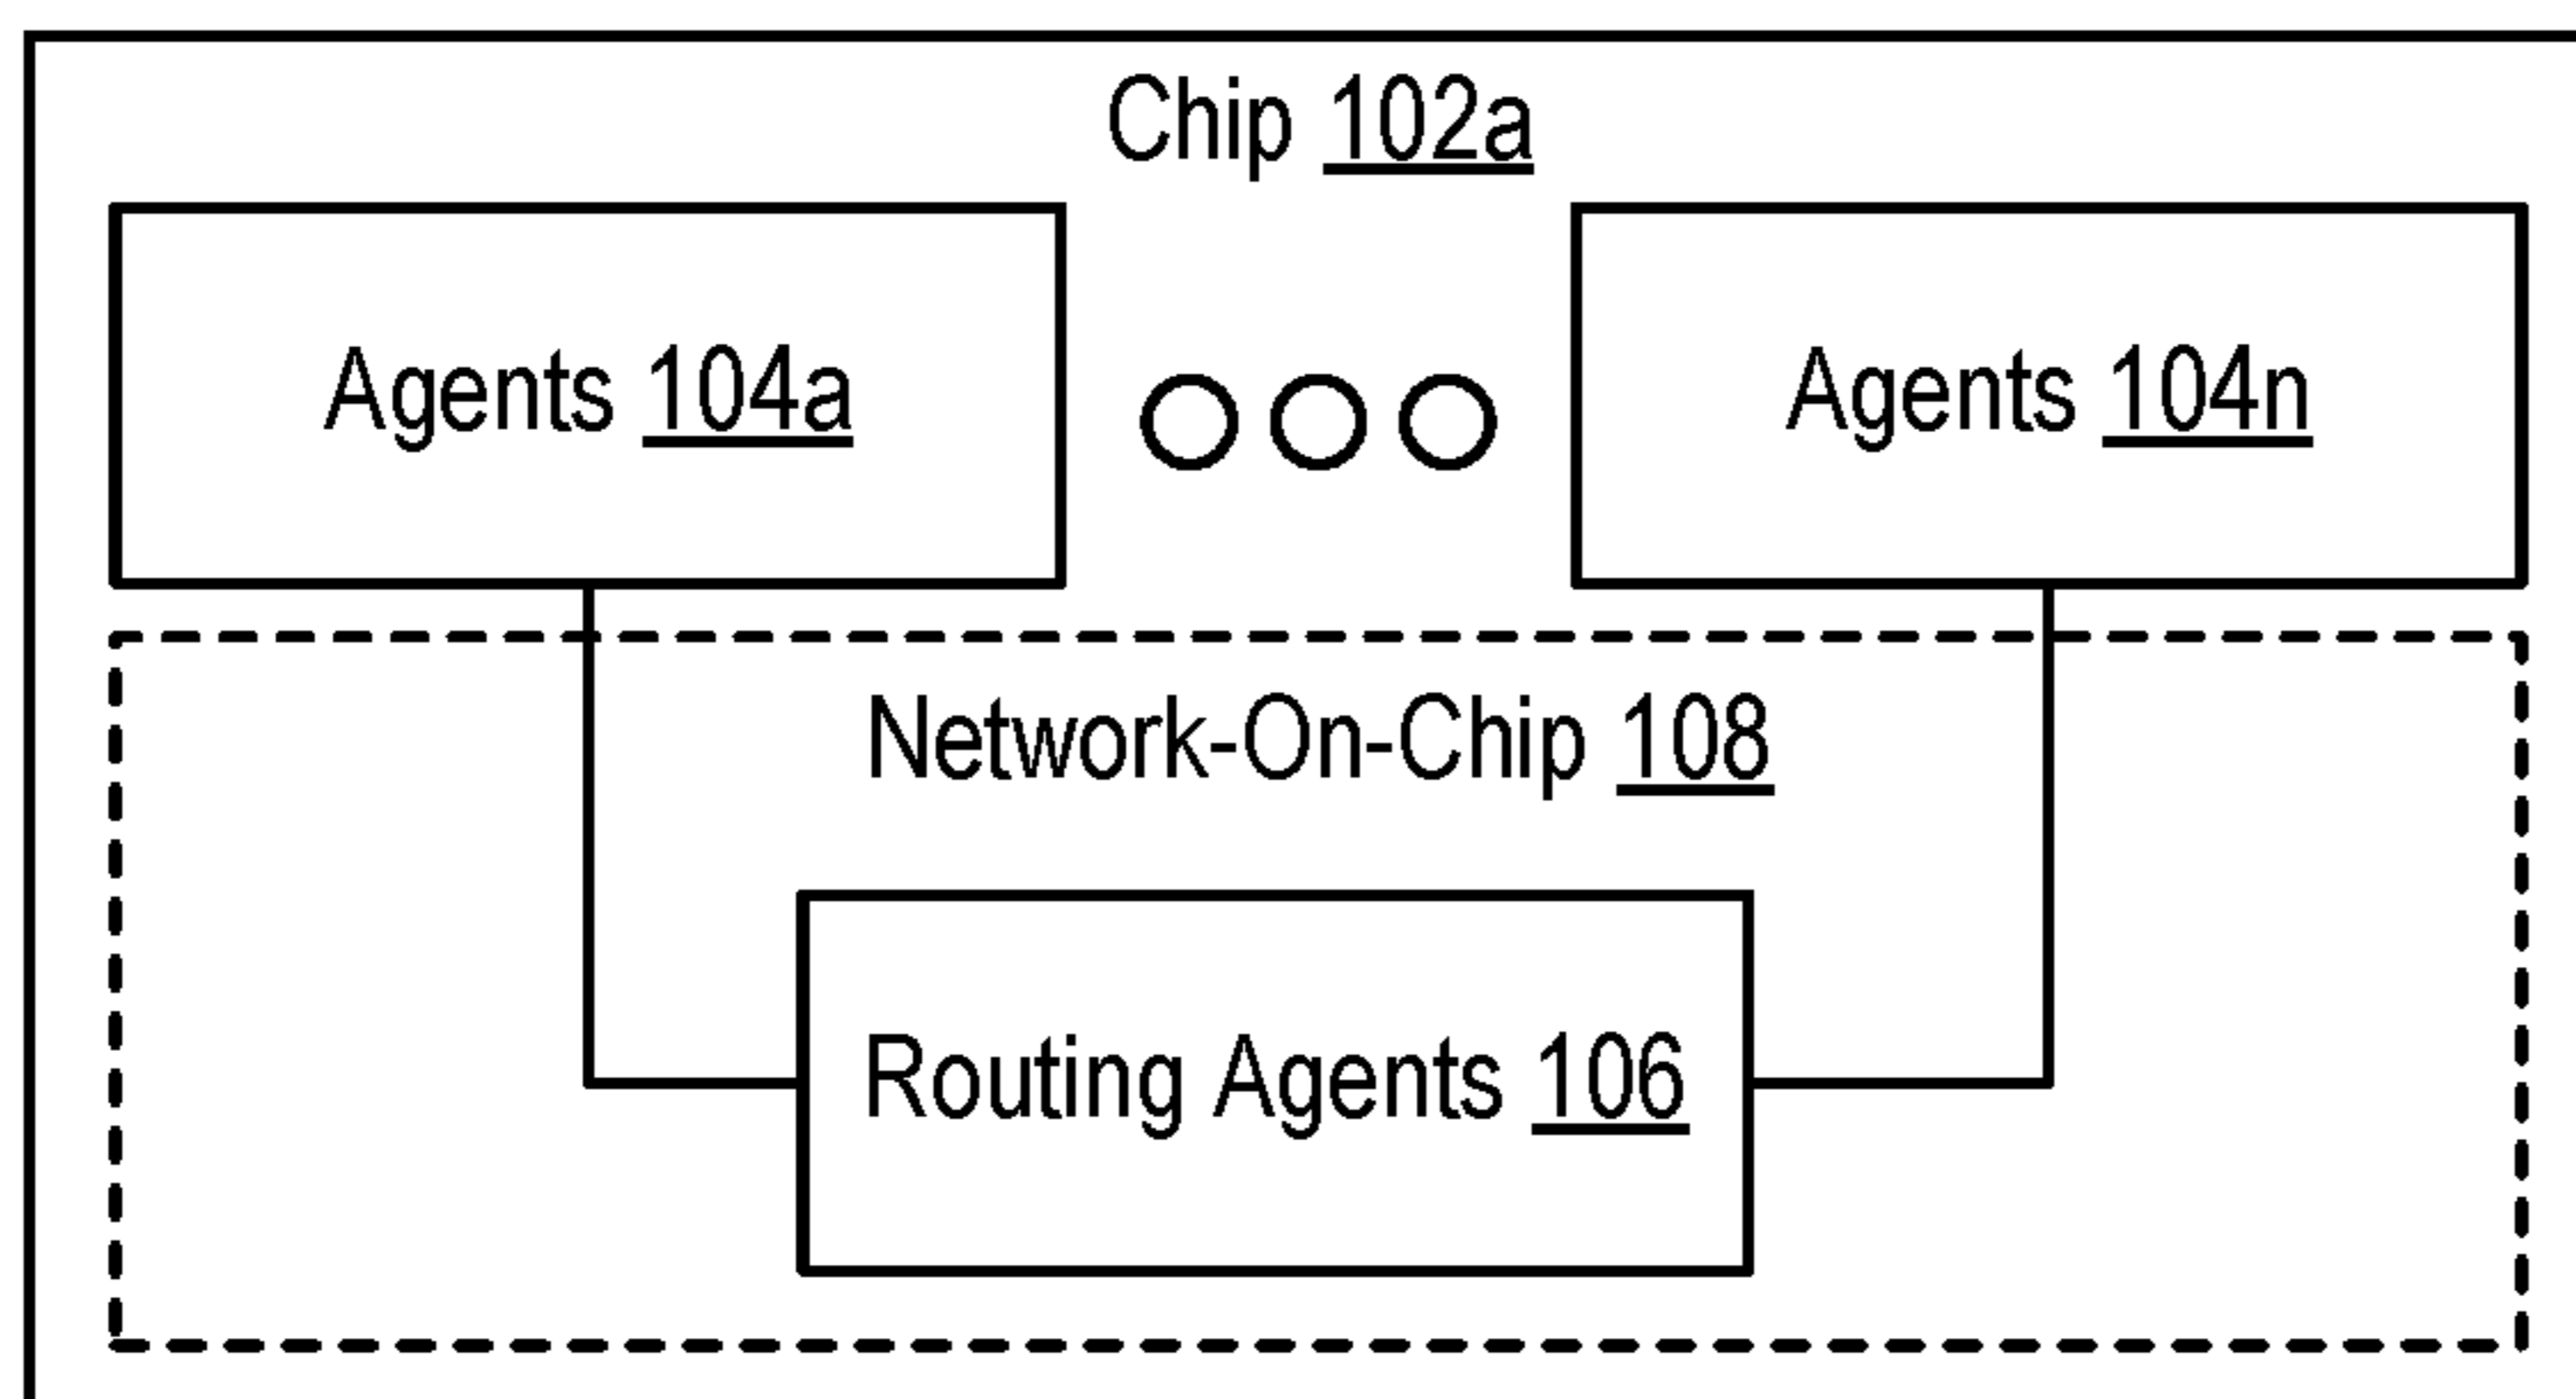 Chip 102a
Agents 104a
Agents 104n
Network-On-Chip 108
Routing Agents 106